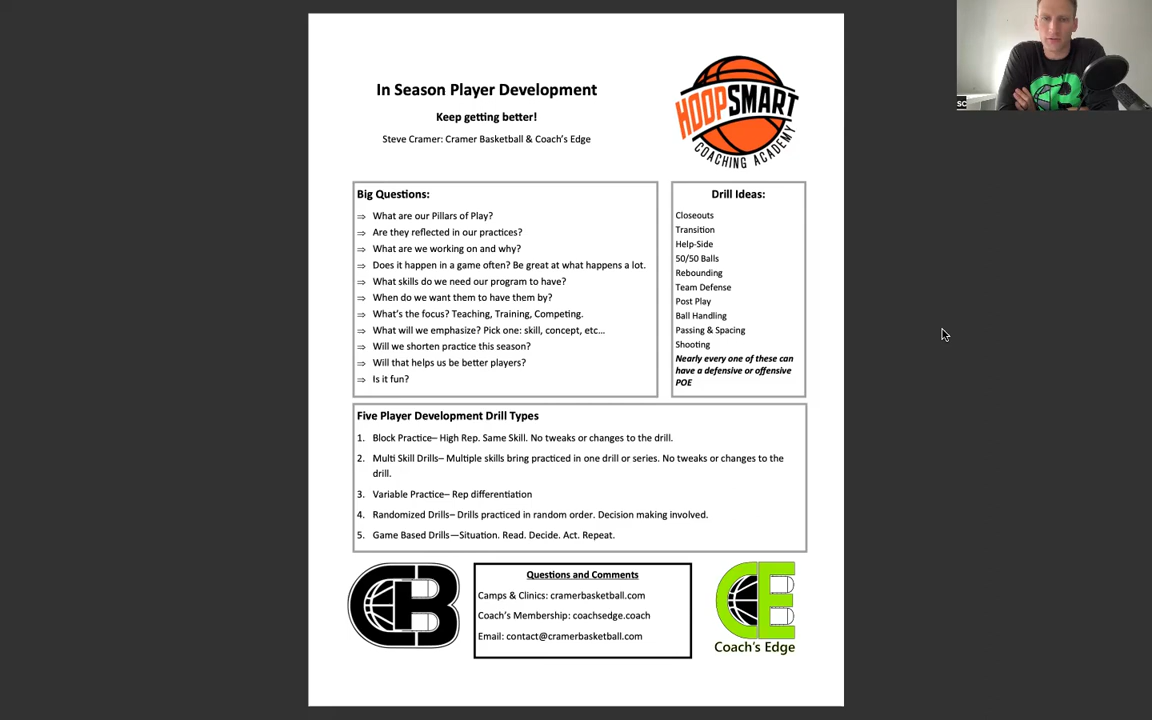 In Season Player Development
Keep getting better!
Steve Cramer: Cramer Basketball & Coach's Edge
HOOPSMART
COACHING ACADEMY
Big Questions:
⇒ What are our Pillars of Play?
⇒ Are they reflected in our practices?
⇒ What are we working on and why?
⇒ Does it happen in a game often? Be great at what happens a lot.
⇒ What skills do we need our program to have?
⇒ When do we want them to have them by?
⇒ What's the focus? Teaching, Training, Competing.
⇒ What will we emphasize? Pick one: skill, concept, etc...
⇒ Will we shorten practice this season?
⇒ Will that helps us be better players?
⇒ Is it fun?
Drill Ideas:
Closeouts
Transition
Help-Side
50/50 Balls
Rebounding
Team Defense
Post Play
Ball Handling
Passing & Spacing
Shooting
Nearly every one of these can
have a defensive or offensive
POE
Five Player Development Drill Types
1. Block Practice– High Rep. Same Skill. No tweaks or changes to the drill.
2. Multi Skill Drills– Multiple skills bring practiced in one drill or series. No tweaks or changes to the
drill.
3. Variable Practice– Rep differentiation
4. Randomized Drills– Drills practiced in random order. Decision making involved.
5. Game Based Drills—Situation. Read. Decide. Act. Repeat.
CB
Questions and Comments
Camps & Clinics: cramerbasketball.com
Coach's Membership: coachsedge.coach
Email: contact@cramerbasketball.com
CE
Coach's Edge
CB